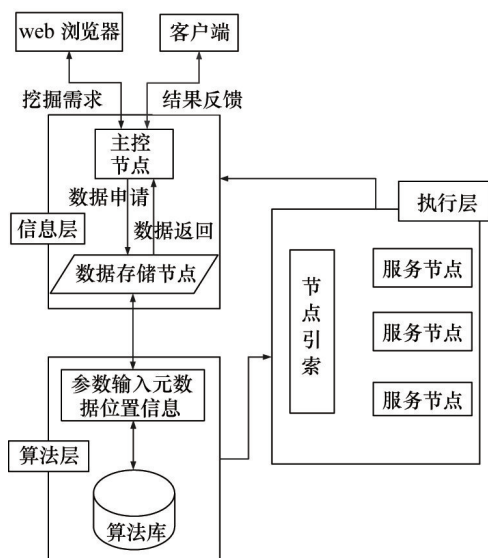 web 浏览器
客户端
挖掘需求
结果反馈
主控
节点
数据申请
数据返回
信息层
数据存储节点
执行层
节点引索
服务节点
服务节点
服务节点
参数输入元数
据位置信息
算法层
算法库